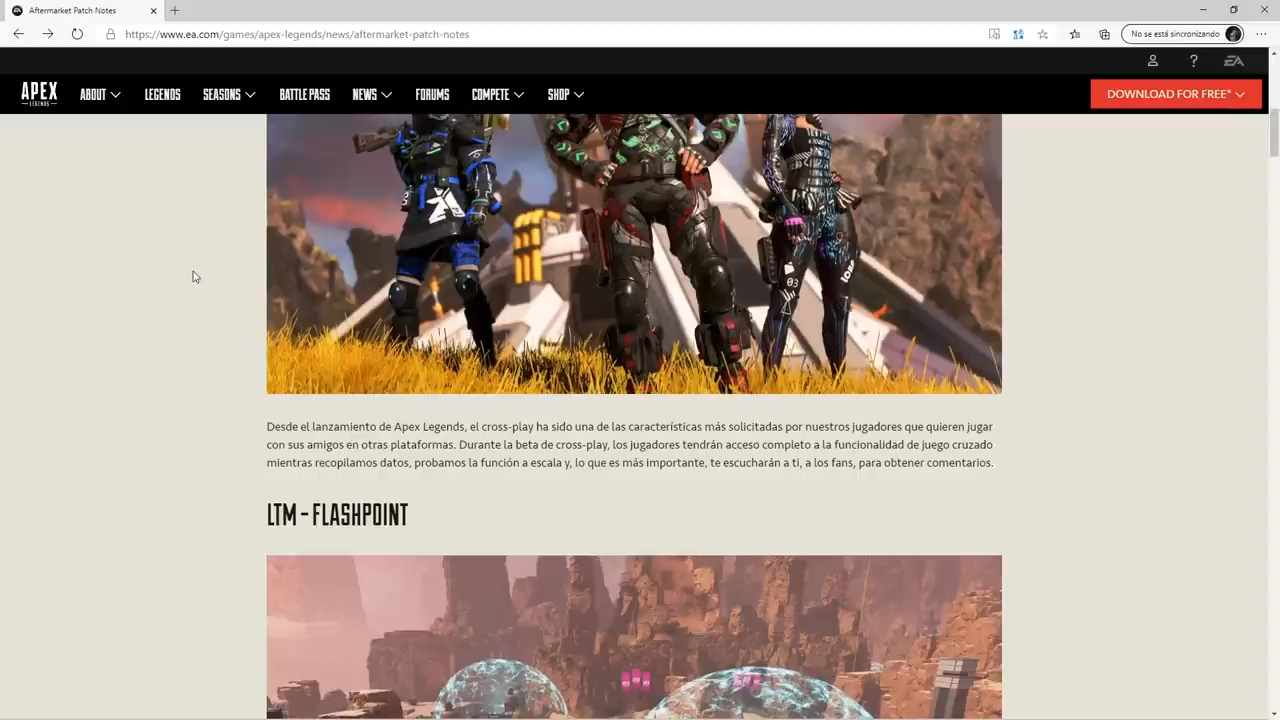 Aftermarket Patch Notes
https://www.ea.com/games/apex-legends/news/aftermarket-patch-notes
No se está sincronizando
APEX
LEGENDS
ABOUT
LEGENDS
SEASONS
BATTLE PASS
NEWS
FORUMS
COMPETE
SHOP
DOWNLOAD FOR FREE*
Desde el lanzamiento de Apex Legends, el cross-play ha sido una de las características más solicitadas por nuestros jugadores que quieren jugar
con sus amigos en otras plataformas. Durante la beta de cross-play, los jugadores tendrán acceso completo a la funcionalidad de juego cruzado
mientras recopilamos datos, probamos la función a escala y, lo que es más importante, te escucharán a ti, a los fans, para obtener comentarios.
LTM – FLASHPOINT